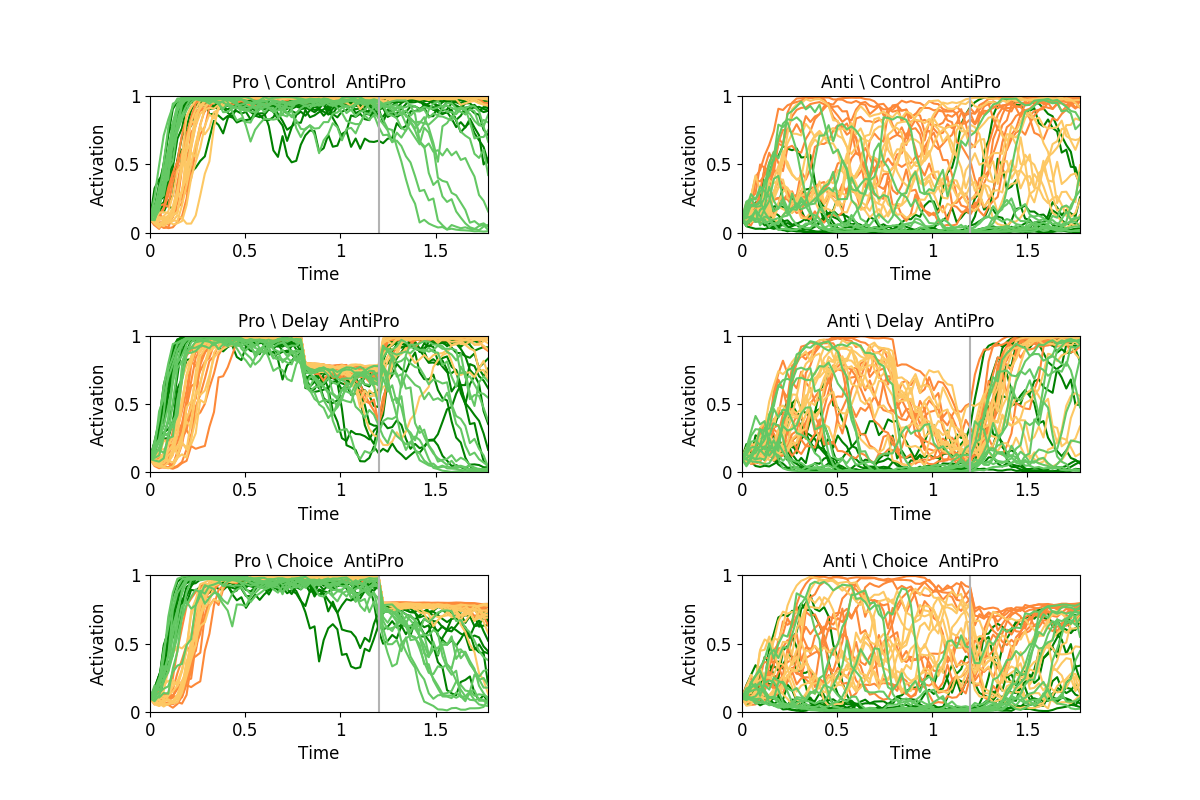 Pro \ Control  AntiPro
Anti \ Control  AntiPro
1
0.5
0
Activation
0
0.5
1
1.5
Time
1
0.5
0
Activation
0
0.5
1
1.5
Time
Pro \ Delay  AntiPro
Anti \ Delay  AntiPro
1
0.5
0
Activation
0
0.5
1
1.5
Time
1
0.5
0
Activation
0
0.5
1
1.5
Time
Pro \ Choice  AntiPro
Anti \ Choice  AntiPro
1
0.5
0
Activation
0
0.5
1
1.5
Time
1
0.5
0
Activation
0
0.5
1
1.5
Time